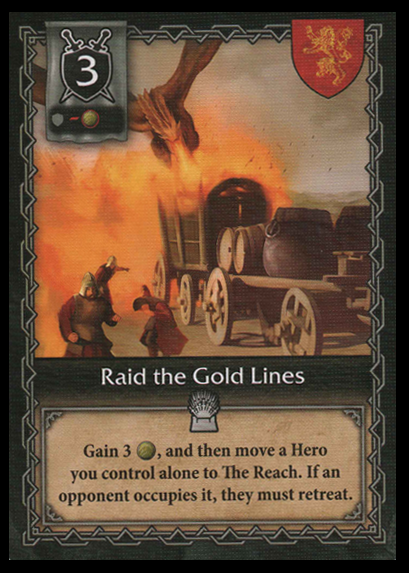 3
Raid the Gold Lines
Gain 3 , and then move a Hero
you control alone to The Reach. If an
opponent occupies it, they must retreat.